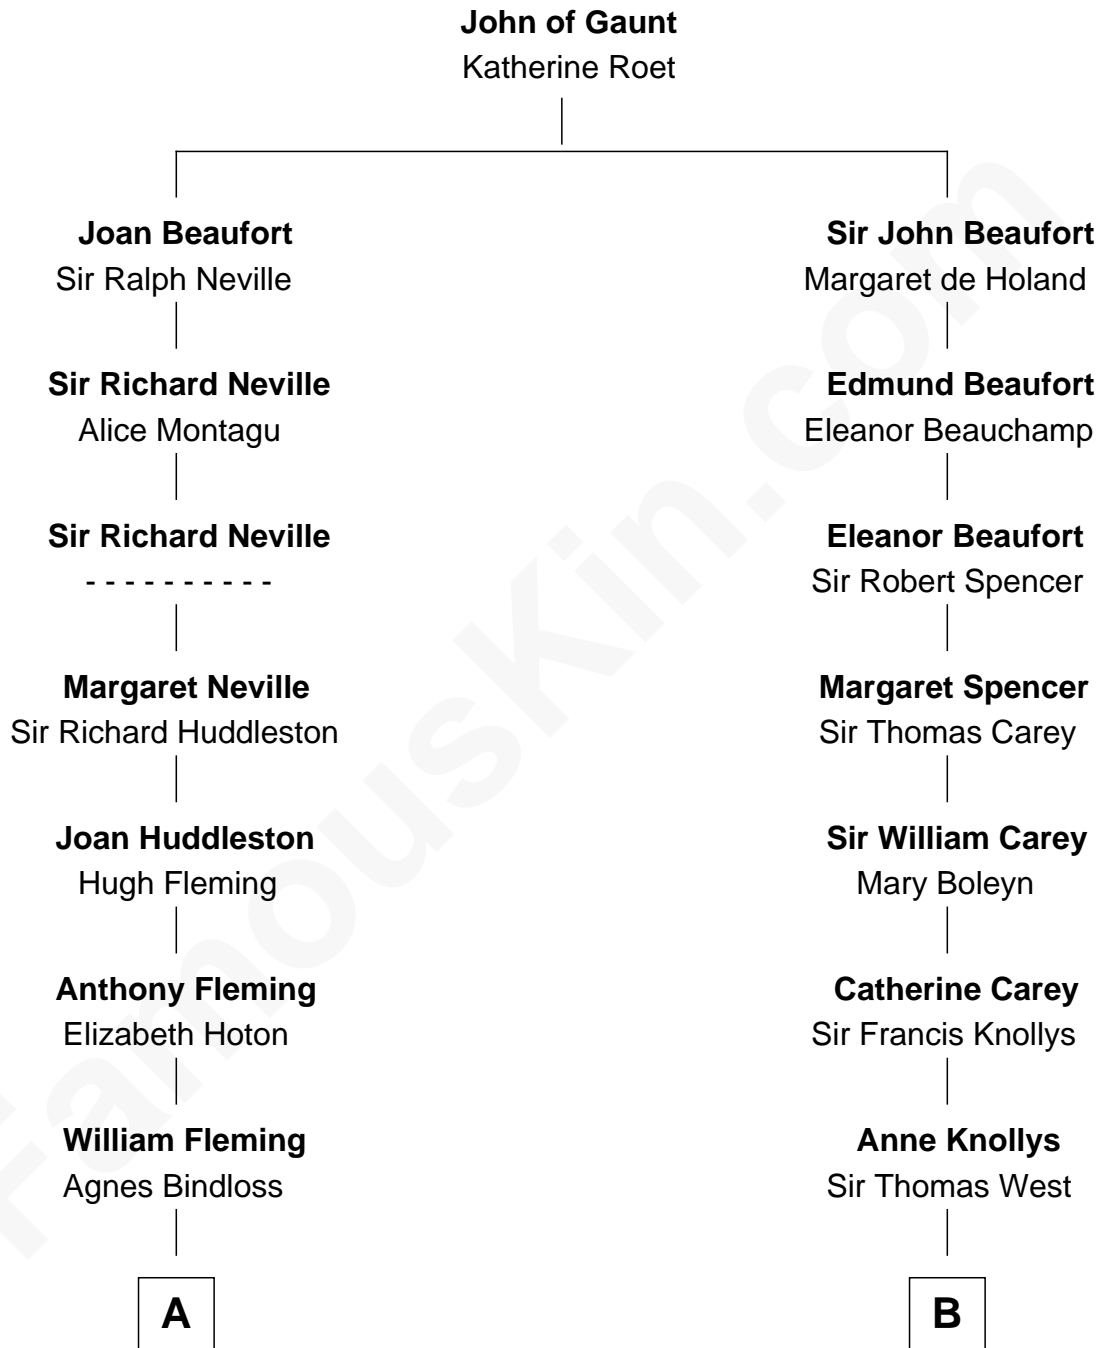 John of Gaunt
Katherine Roet
Joan Beaufort
Sir Ralph Neville
Sir Richard Neville
Alice Montagu
Sir Richard Neville
- - - - - - - - - -
Margaret Neville
Sir Richard Huddleston
Joan Huddleston
Hugh Fleming
Anthony Fleming
Elizabeth Hoton
William Fleming
Agnes Bindloss
A
Sir John Beaufort
Margaret de Holand
Edmund Beaufort
Eleanor Beauchamp
Eleanor Beaufort
Sir Robert Spencer
Margaret Spencer
Sir Thomas Carey
Sir William Carey
Mary Boleyn
Catherine Carey
Sir Francis Knollys
Anne Knollys
Sir Thomas West
B
FamousKin.com